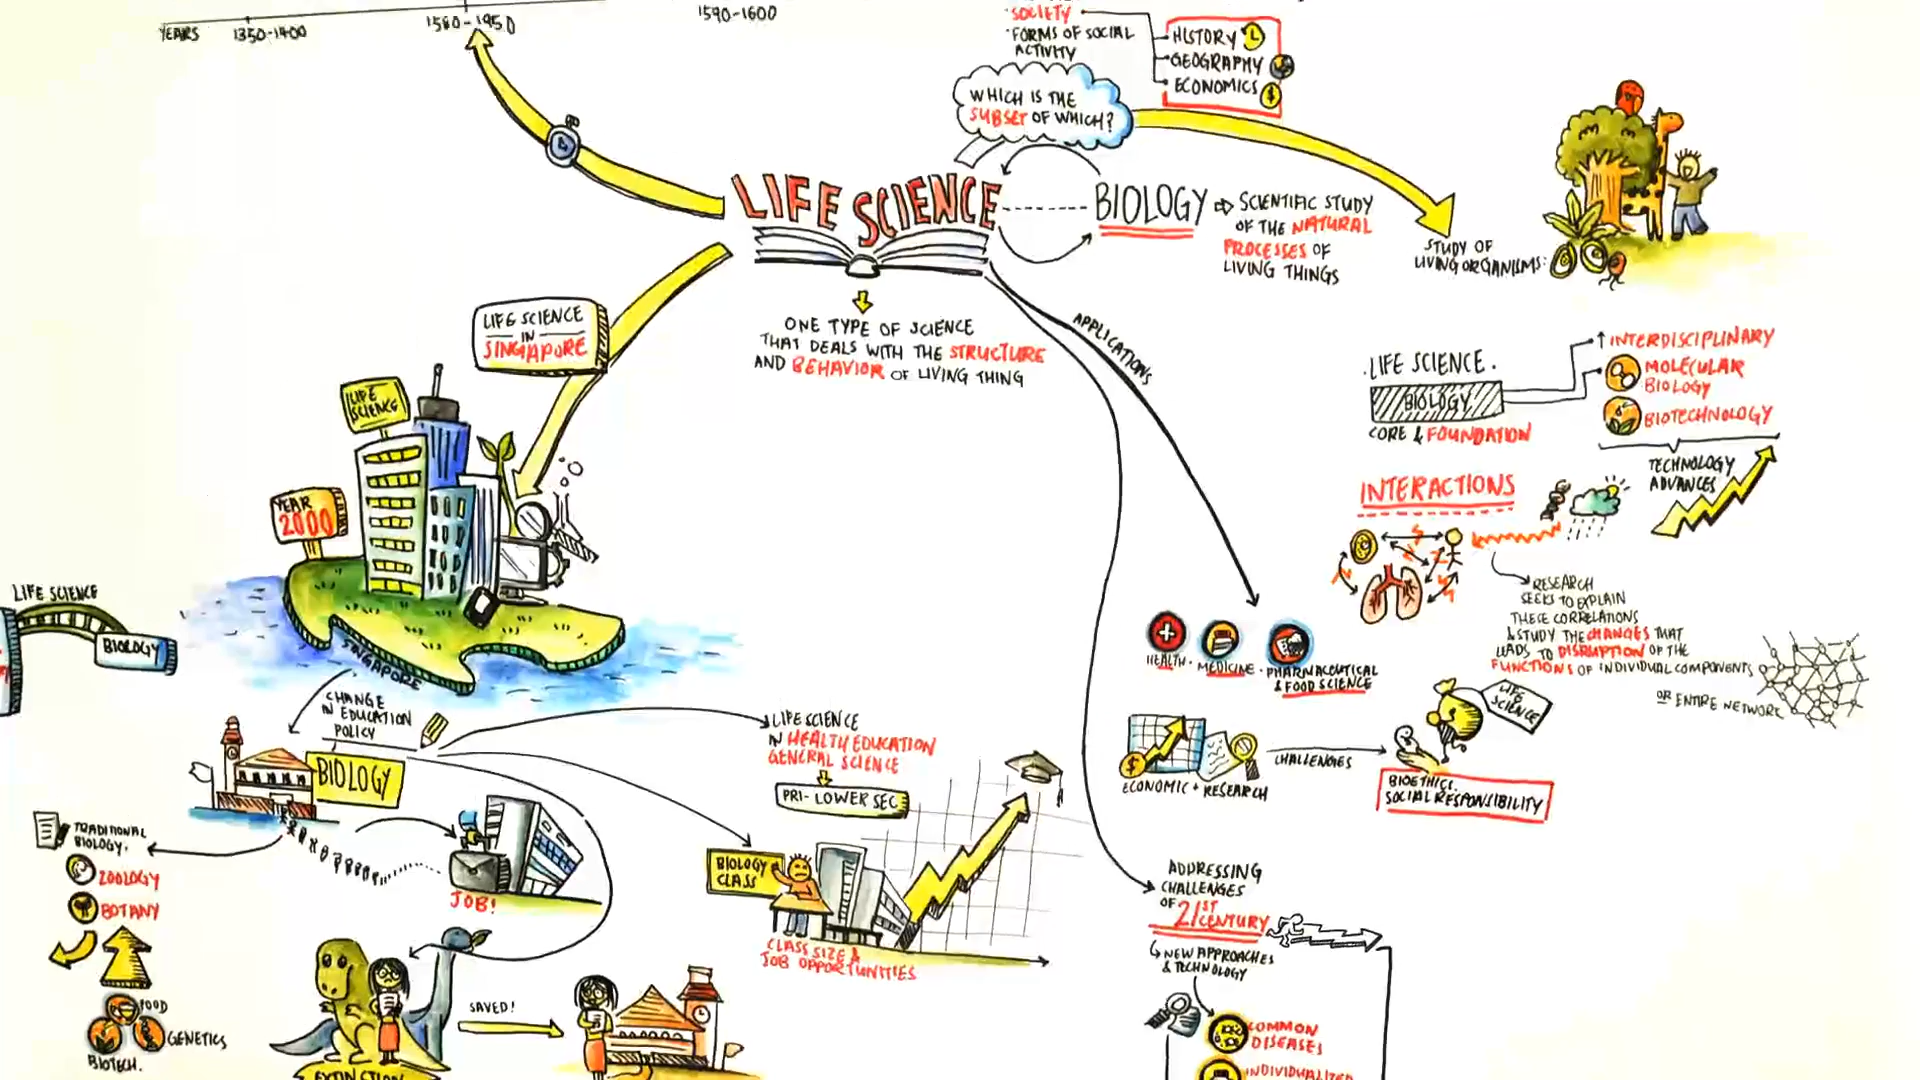 YEARS 1350-1400 1580-1950 1590-1600
SOCIETY
FORMS OF SOCIAL
ACTIVITY
HISTORY
GEOGRAPHY
ECONOMICS
WHICH IS THE
SUBSET OF WHICH?
LIFE SCIENCE
BIOLOGY
SCIENTIFIC STUDY
OF THE NATURAL
PROCESSES OF
LIVING THINGS
STUDY OF
LIVING ORGANISMS:
ONE TYPE OF SCIENCE
THAT DEALS WITH THE STRUCTURE
AND BEHAVIOR OF LIVING THING
LIFE SCIENCE
IN
SINGAPORE
APPLICATIONS
LIFE SCIENCE.
BIOLOGY
CORE & FOUNDATION
INTERDISCIPLINARY
MOLECULAR
BIOLOGY
BIOTECHNOLOGY
TECHNOLOGY
ADVANCES
INTERACTIONS
RESEARCH
SEEKS TO EXPLAIN
THESE CORRELATIONS
& STUDY THE CHANGES THAT
LEADS TO DISRUPTION OF THE
FUNCTIONS OF INDIVIDUAL COMPONENTS
OR ENTIRE NETWORK
LIFE
SCIENCE
YEAR
2000
SINGAPORE
LIFE SCIENCE
BIOLOGY
CHANGE
IN EDUCATION
POLICY
BIOLOGY
LIFE SCIENCE
IN HEALTH EDUCATION
GENERAL SCIENCE
PRI-LOWER SEC
BIOLOGY
CLASS
CLASS SIZE &
JOB OPPORTUNITIES
JOB!
TRADITIONAL
BIOLOGY.
ZOOLOGY
BOTANY
FOOD
GENETICS
BIOTECH.
EXTINCTION
SAVED!
HEALTH · MEDICINE · PHARMACEUTICAL
& FOOD SCIENCE
ECONOMIC + RESEARCH
CHALLENGES
LIFE
SCIENCE
BIOETHICS.
SOCIAL RESPONSIBILITY
ADDRESSING
CHALLENGES
OF 21ST CENTURY
NEW APPROACHES
& TECHNOLOGY
COMMON
DISEASES
INDIVIDUALIZED